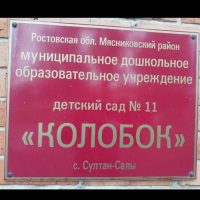 Ростовская обл. Мясниковский район
муниципальное дошкольное
образовательное учреждение
детский сад № 11
«КОЛОБОК»
с. Султан-Салы